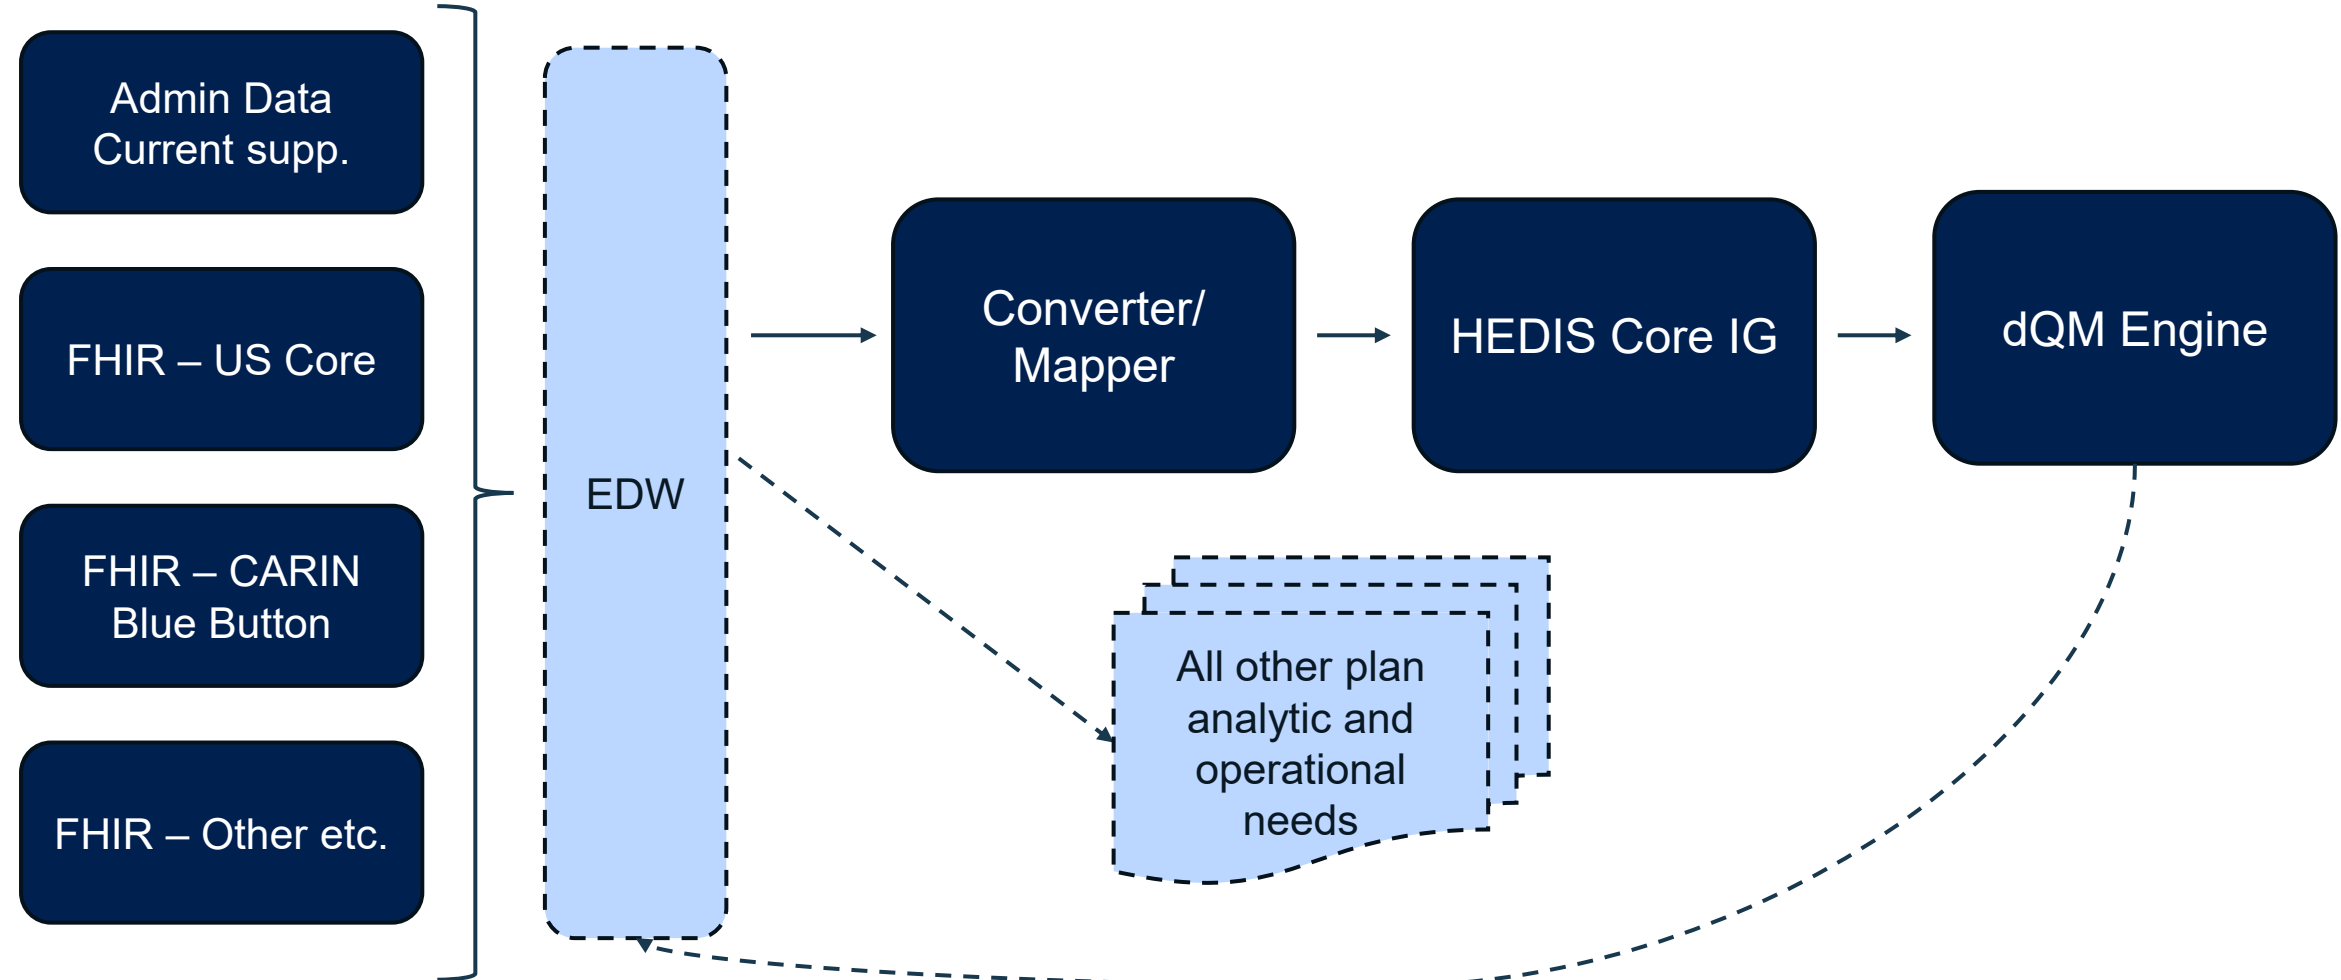 Admin Data
Current supp.
FHIR – US Core
FHIR – CARIN
Blue Button
FHIR – Other etc.
EDW
Converter/
Mapper
HEDIS Core IG
dQM Engine
All other plan
analytic and
operational
needs